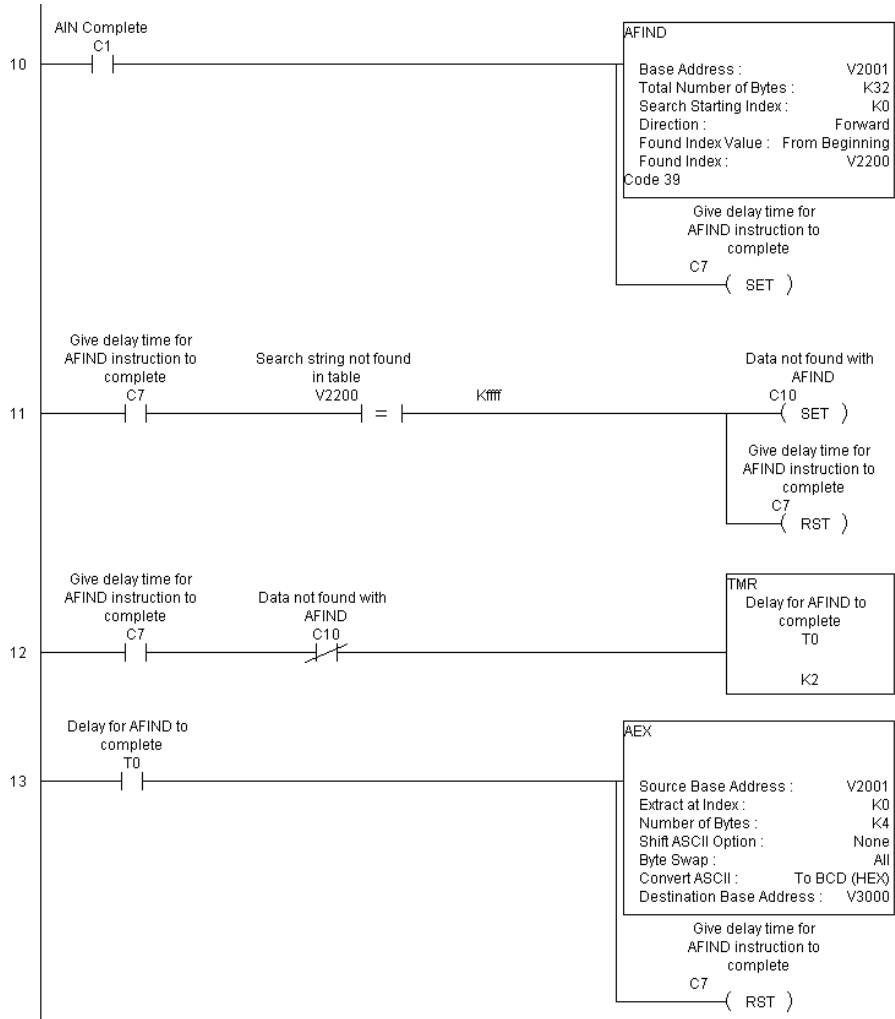 AIN Complete
C1
10
AFIND
Base Address : V2001
Total Number of Bytes : K32
Search Starting Index : K0
Direction : Forward
Found Index Value : From Beginning
Found Index : V2200
Code 39
Give delay time for
AFIND instruction to
complete
C7
( SET )
Give delay time for
AFIND instruction to
complete
C7
Search string not found
in table
V2200
=
Kffff
Data not found with
AFIND
C10
( SET )
11
Give delay time for
AFIND instruction to
complete
C7
( RST )
Give delay time for
AFIND instruction to
complete
C7
Data not found with
AFIND
C10
12
TMR
Delay for AFIND to
complete
T0
K2
Delay for AFIND to
complete
T0
13
AEX
Source Base Address : V2001
Extract at Index : K0
Number of Bytes : K4
Shift ASCII Option : None
Byte Swap : All
Convert ASCII : To BCD (HEX)
Destination Base Address : V3000
Give delay time for
AFIND instruction to
complete
C7
( RST )